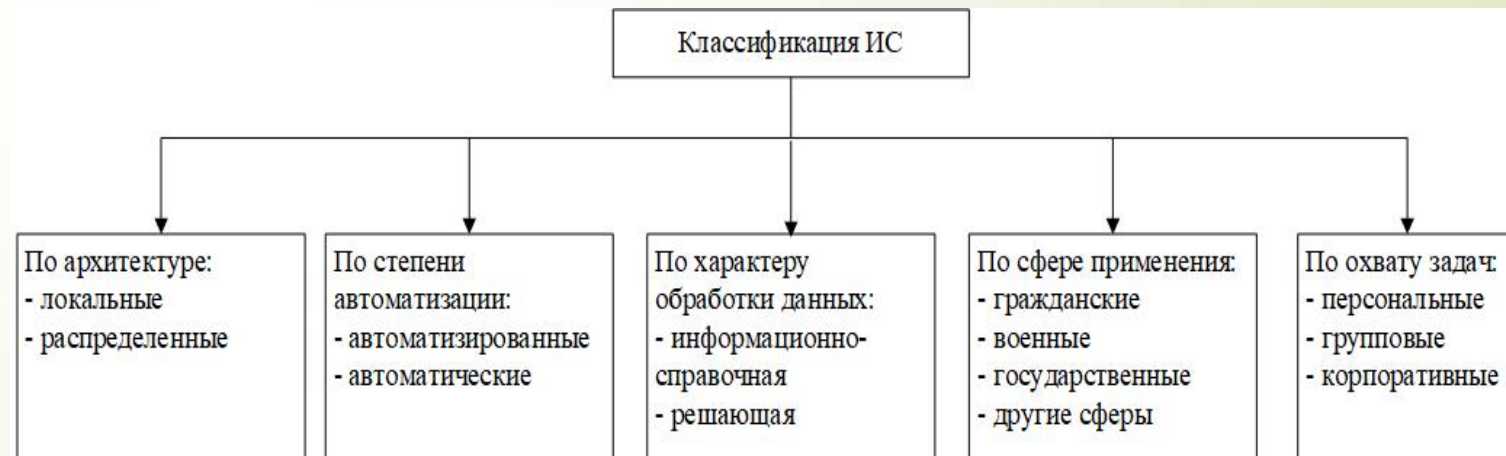 Классификация ИС
По архитектуре:
- локальные
- распределенные
По степени
автоматизации:
- автоматизированные
- автоматические
По характеру
обработки данных:
- информационно-
справочная
- решающая
По сфере применения:
- гражданские
- военные
- государственные
- другие сферы
По охвату задач:
- персональные
- групповые
- корпоративные